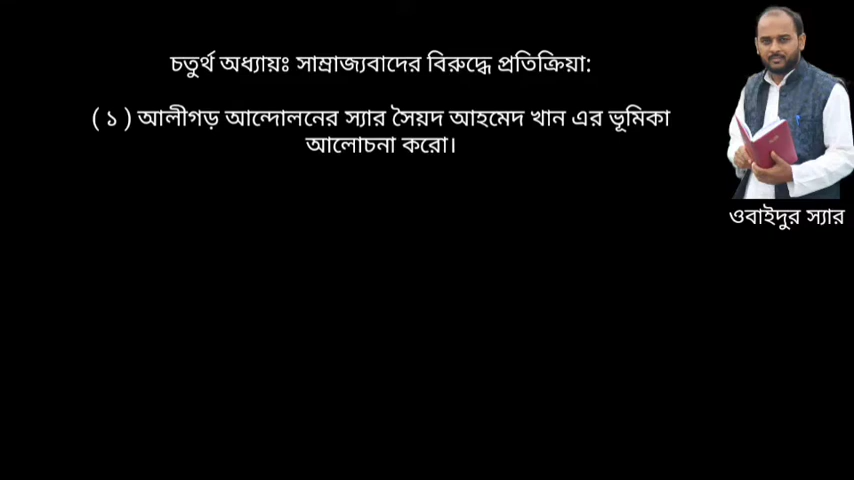 চতুর্থ অধ্যায়ঃ সাম্রাজ্যবাদের বিরুদ্ধে প্রতিক্রিয়া:
( ১ ) আলীগড় আন্দোলনের স্যার সৈয়দ আহমেদ খান এর ভূমিকা
আলোচনা করো।
ওবাইদুর স্যার